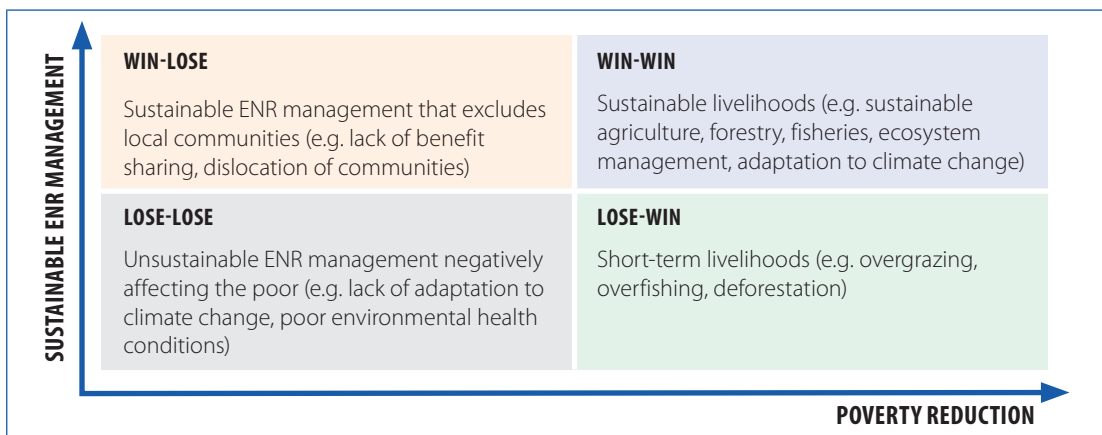 SUSTAINABLE ENR MANAGEMENT
WIN-LOSE
Sustainable ENR management that excludes
local communities (e.g. lack of benefit
sharing, dislocation of communities)
WIN-WIN
Sustainable livelihoods (e.g. sustainable
agriculture, forestry, fisheries, ecosystem
management, adaptation to climate change)
LOSE-LOSE
Unsustainable ENR management negatively
affecting the poor (e.g. lack of adaptation to
climate change, poor environmental health
conditions)
LOSE-WIN
Short-term livelihoods (e.g. overgrazing,
overfishing, deforestation)
POVERTY REDUCTION